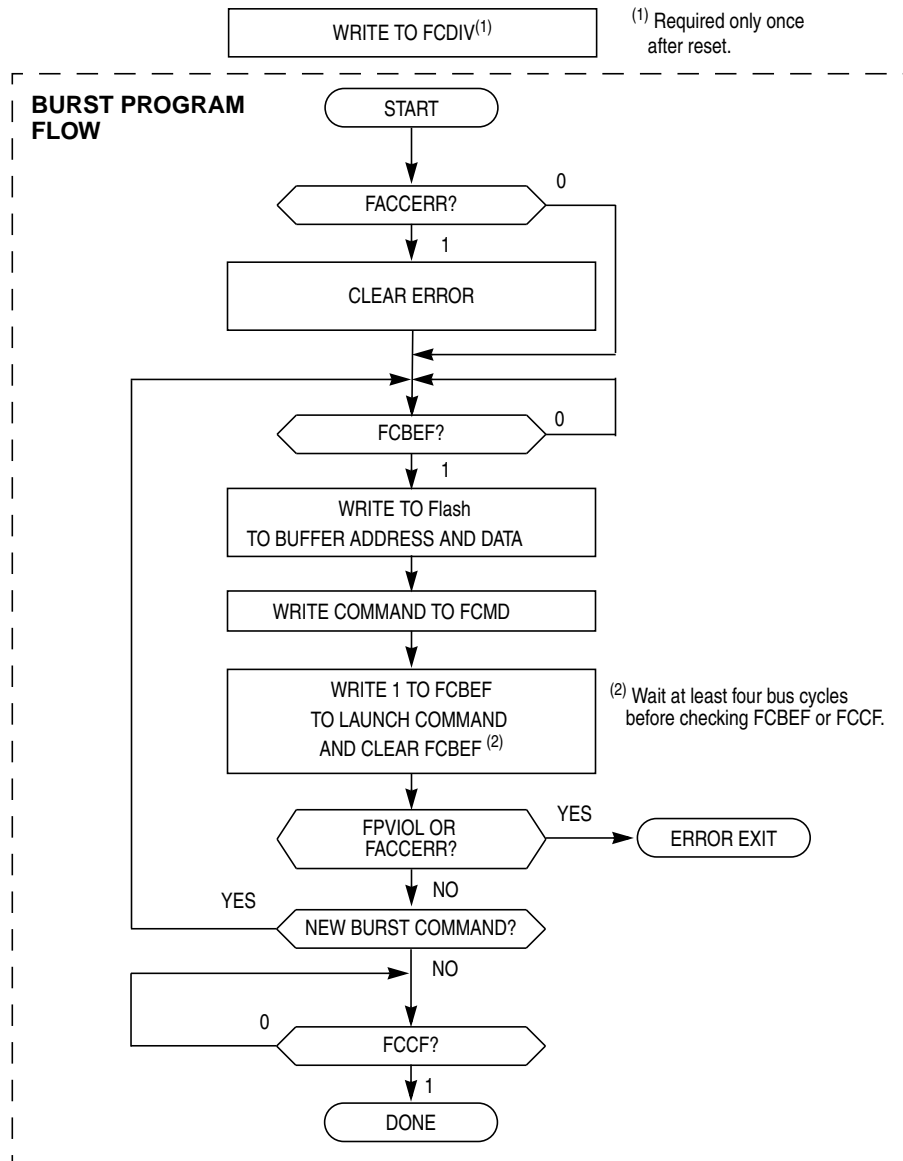 WRITE TO FCDIV(1)
(1) Required only once
after reset.
BURST PROGRAM
FLOW
START
0
FACCERR?
1
CLEAR ERROR
0
FCBEF?
1
WRITE TO Flash
TO BUFFER ADDRESS AND DATA
WRITE COMMAND TO FCMD
WRITE 1 TO FCBEF
TO LAUNCH COMMAND
AND CLEAR FCBEF (2)
(2) Wait at least four bus cycles
before checking FCBEF or FCCF.
FPVIOL OR
FACCERR?
YES
ERROR EXIT
NO
YES
NEW BURST COMMAND?
NO
0
FCCF?
1
DONE